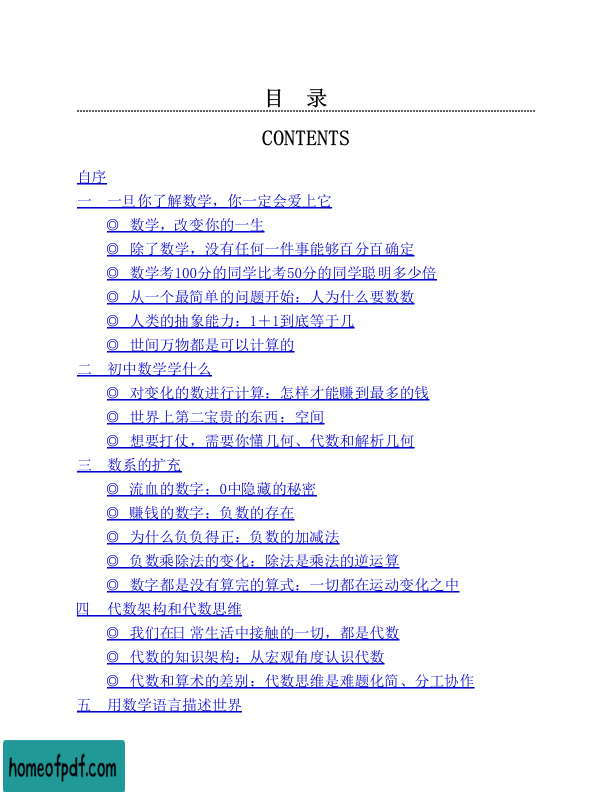 目 录
CONTENTS
自序
一 一旦你了解数学，你一定会爱上它
◎ 数学，改变你的一生
◎ 除了数学，没有任何一件事能够百分百确定
◎ 数学考100分的同学比考50分的同学聪明多少倍
◎ 从一个最简单的问题开始：人为什么要数数
◎ 人类的抽象能力：1＋1到底等于几
◎ 世间万物都是可以计算的
二 初中数学学什么
◎ 对变化的数进行计算：怎样才能赚到最多的钱
◎ 世界上第二宝贵的东西：空间
◎ 想要打仗，需要你懂几何、代数和解析几何
三 数系的扩充
◎ 流血的数字：0中隐藏的秘密
◎ 赚钱的数字：负数的存在
◎ 为什么负负得正：负数的加减法
◎ 负数乘除法的变化：除法是乘法的逆运算
◎ 数字都是没有算完的算式：一切都在运动变化之中
四 代数架构和代数思维
◎ 我们在日常生活中接触的一切，都是代数
◎ 代数的知识架构：从宏观角度认识代数
◎ 代数和算术的差别：代数思维是难题化简、分工协作
五 用数学语言描述世界
homeofpdf.com